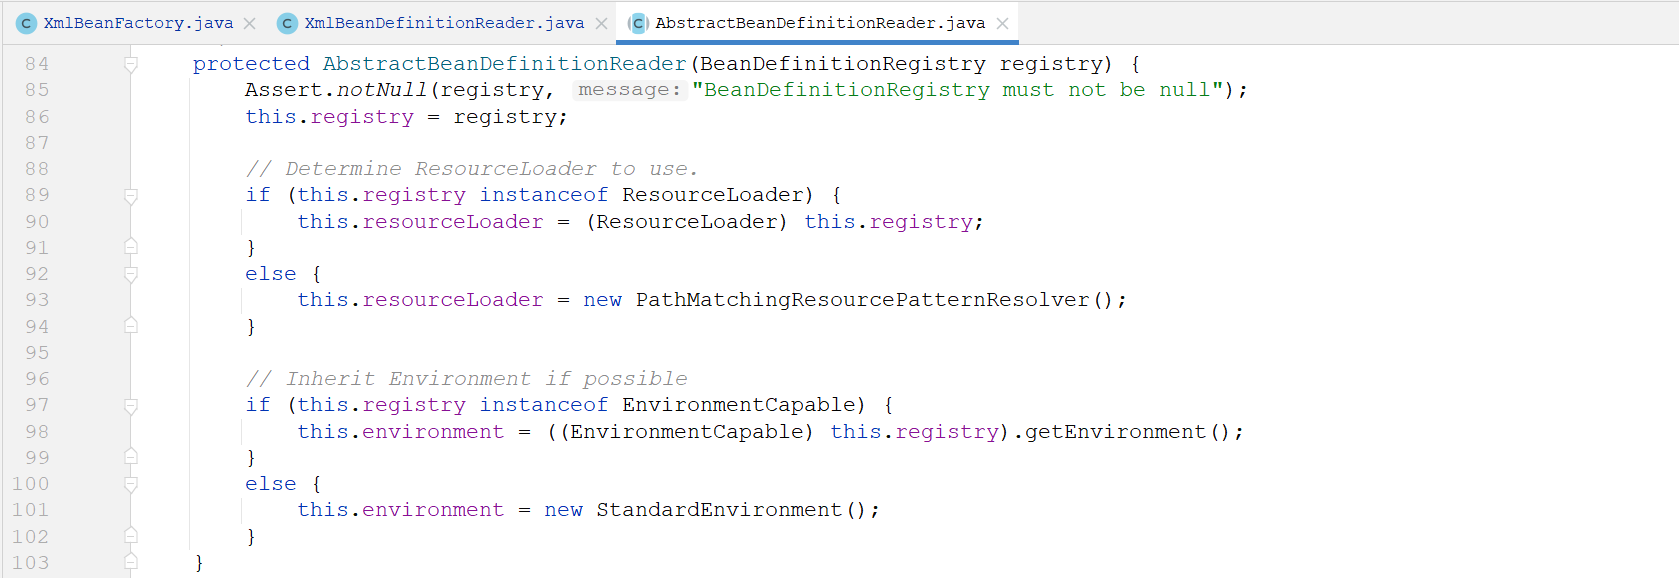 XmlBeanFactory.java XmlBeanDefinitionReader.java AbstractBeanDefinitionReader.java
84 protected AbstractBeanDefinitionReader(BeanDefinitionRegistry registry) {
85 Assert.notNull(registry, message: "BeanDefinitionRegistry must not be null");
86 this.registry = registry;
87
88 // Determine ResourceLoader to use.
89 if (this.registry instanceof ResourceLoader) {
90 this.resourceLoader = (ResourceLoader) this.registry;
91 }
92 else {
93 this.resourceLoader = new PathMatchingResourcePatternResolver();
94 }
95
96 // Inherit Environment if possible
97 if (this.registry instanceof EnvironmentCapable) {
98 this.environment = ((EnvironmentCapable) this.registry).getEnvironment();
99 }
100 else {
101 this.environment = new StandardEnvironment();
102 }
103 }